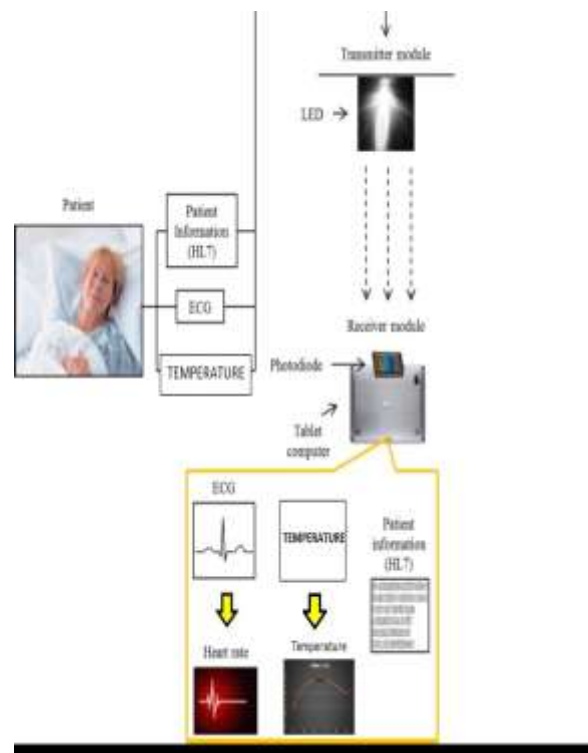 Transmitter module
LED
Patient
Patient
Information
(HL7)
ECG
TEMPERATURE
Receiver module
Photodiode
Tablet
computer
ECG
TEMPERATURE
Patient
information
(HL7)
Heart rate
Temperature